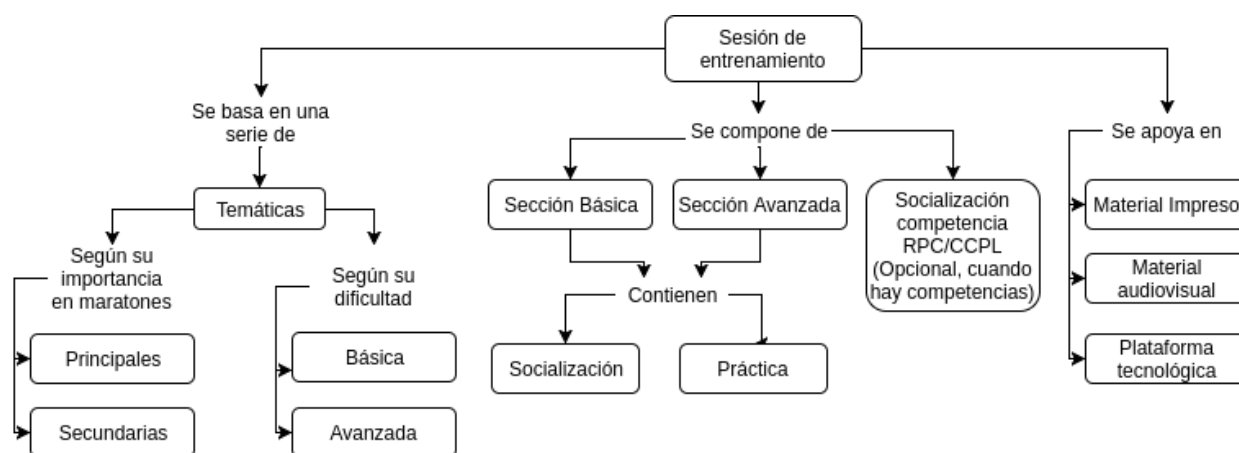 Sesión de
entrenamiento
Se basa en una
serie de
Temáticas
Según su
importancia
en maratones
Principales
Secundarias
Según su
dificultad
Básica
Avanzada
Se compone de
Sección Básica
Sección Avanzada
Socialización
competencia
RPC/CCPL
(Opcional, cuando
hay competencias)
Contienen
Socialización
Práctica
Se apoya en
Material Impreso
Material
audiovisual
Plataforma
tecnológica